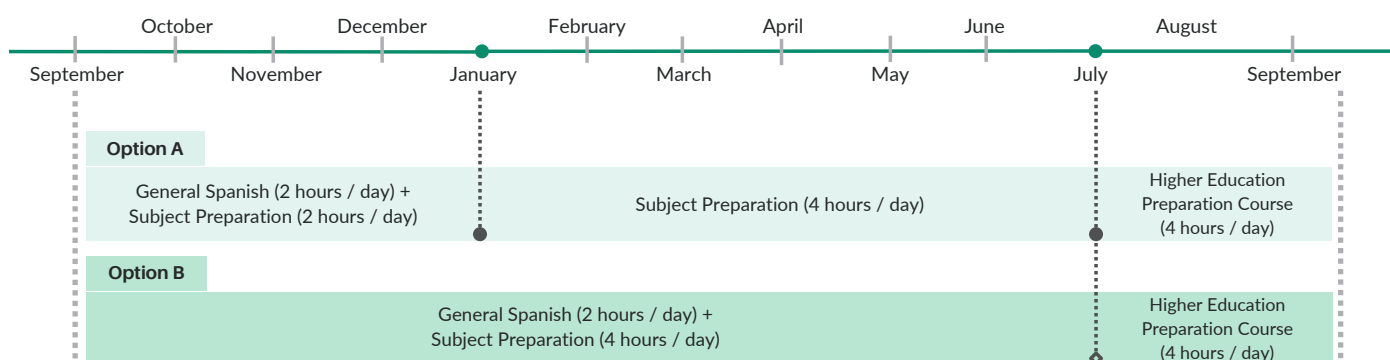 October December February April June August
September November January March May July September
Option A
General Spanish (2 hours / day) +
Subject Preparation (2 hours / day)
Subject Preparation (4 hours / day)
Higher Education
Preparation Course
(4 hours / day)
Option B
General Spanish (2 hours / day) +
Subject Preparation (4 hours / day)
Higher Education
Preparation Course
(4 hours / day)